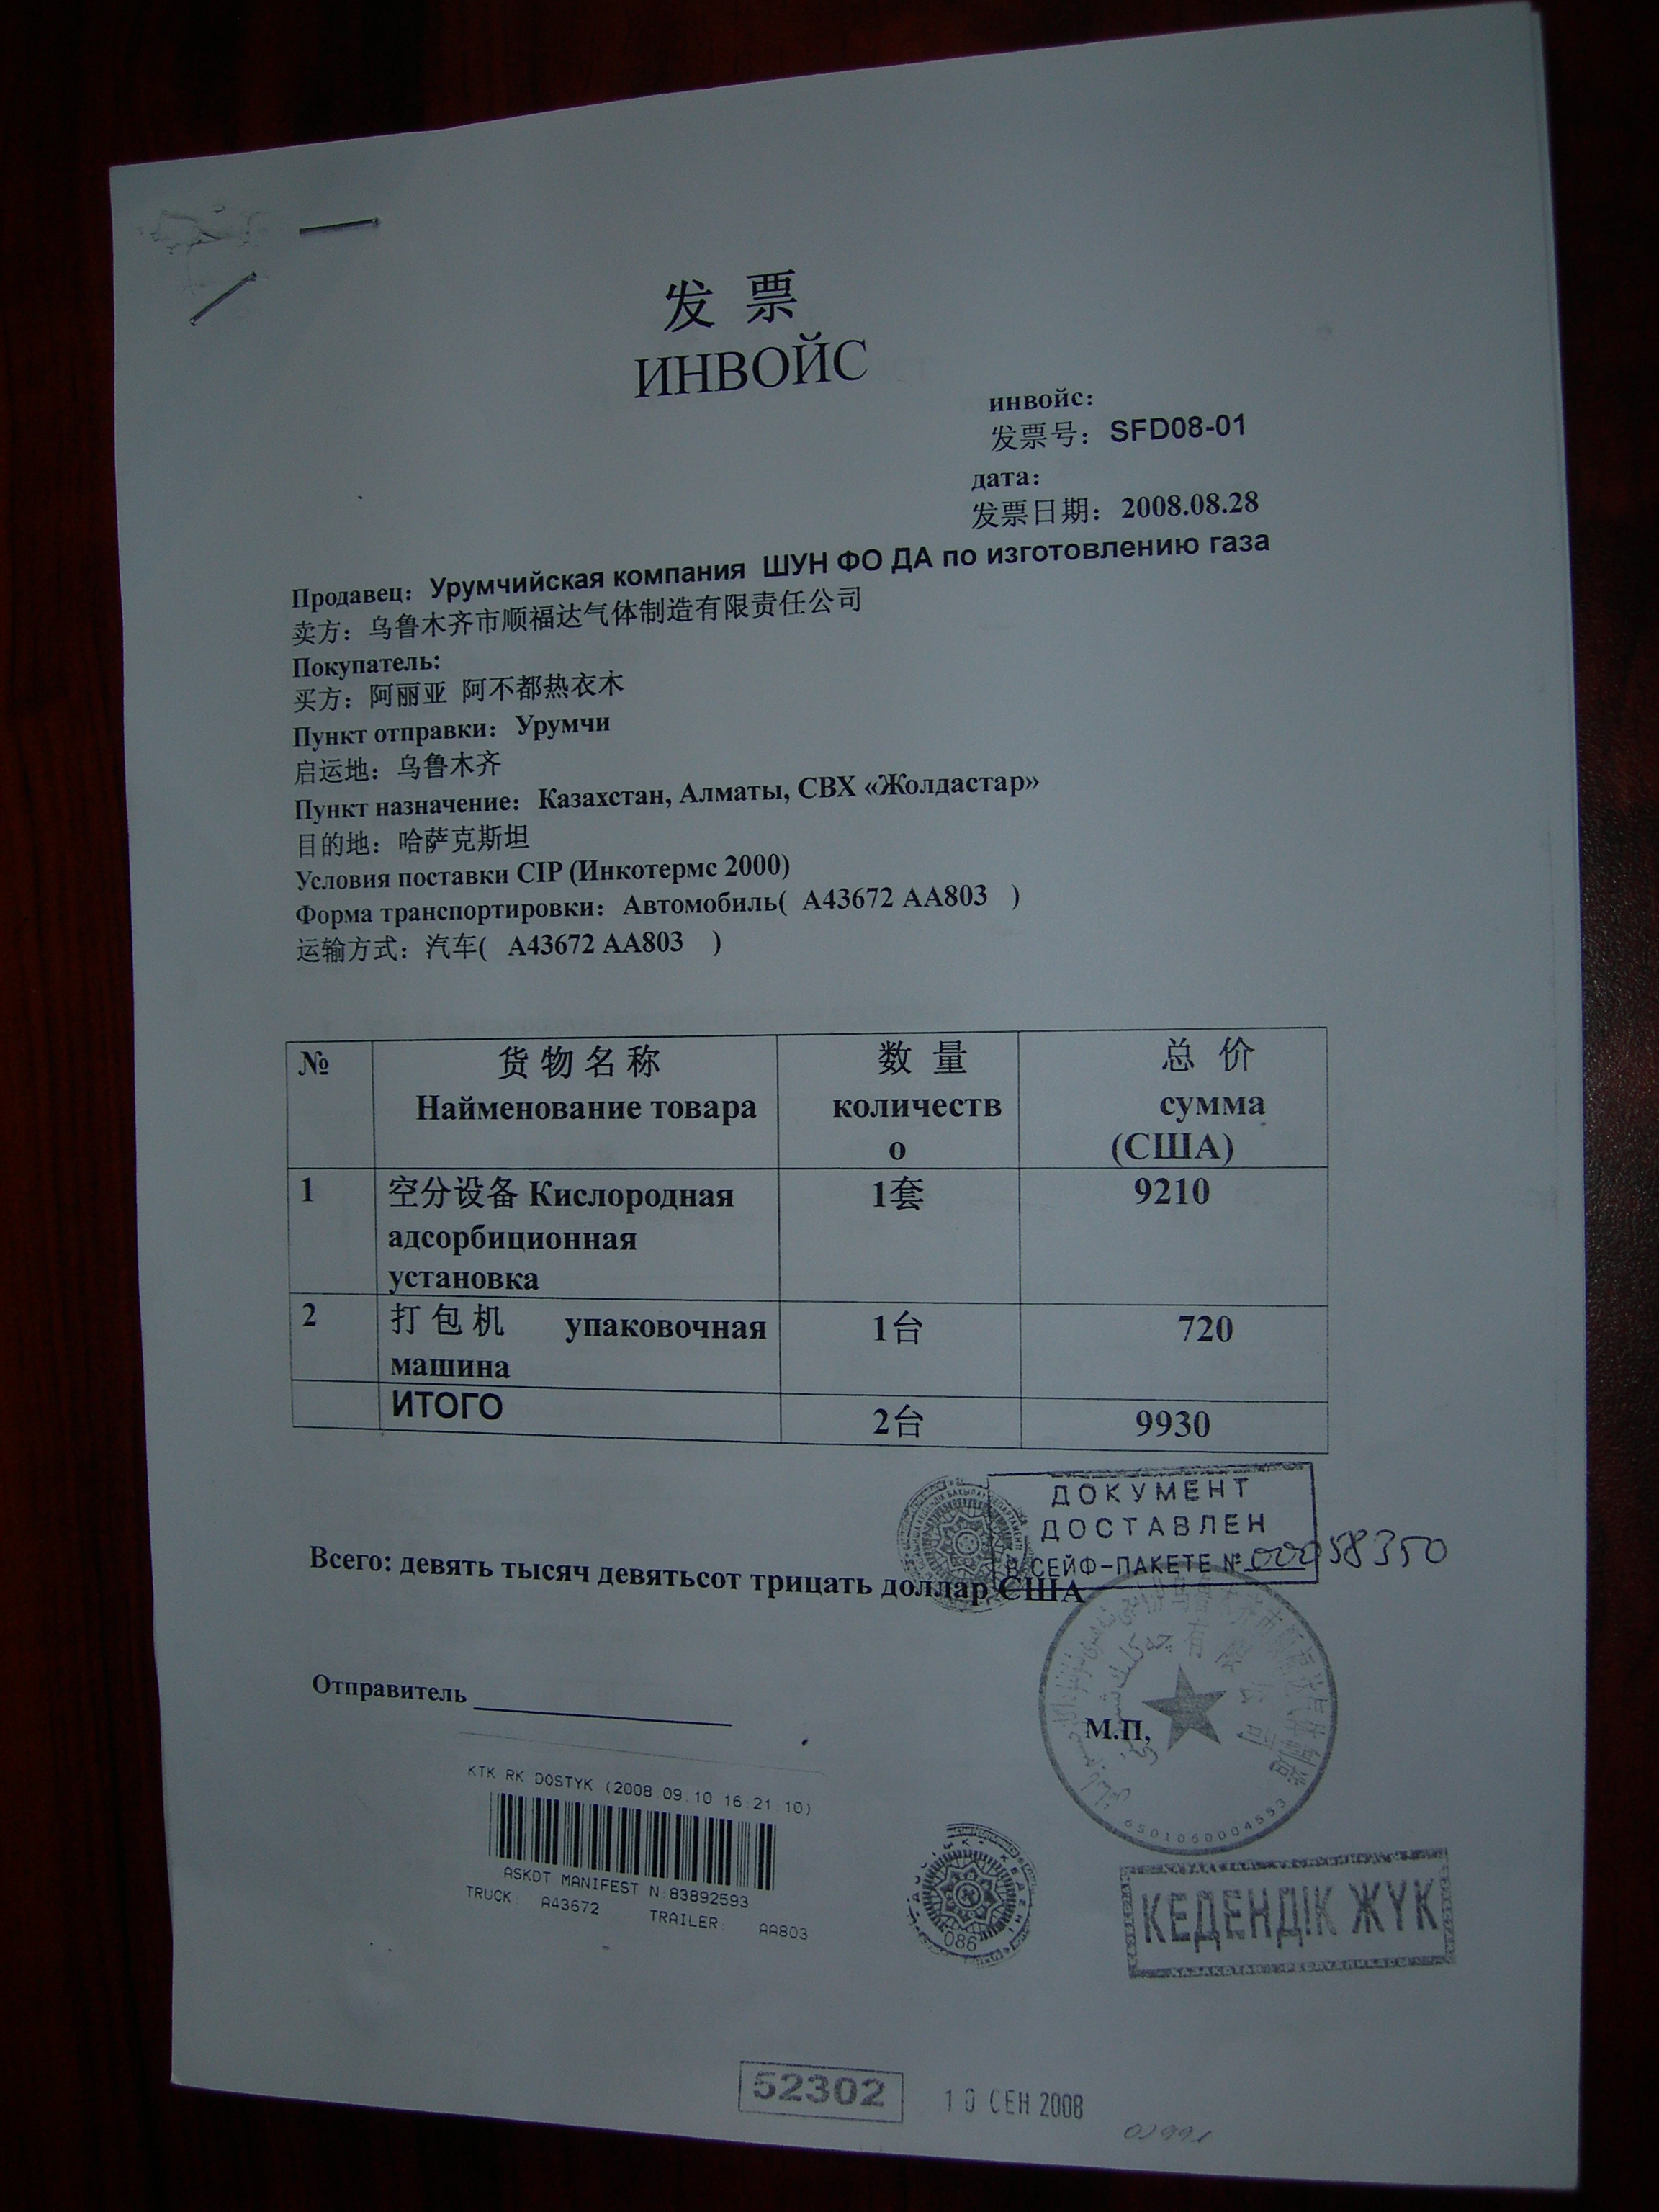 发 票
ИНВОЙС
инвойс:
发票号: SFD08-01
дата:
发票日期: 2008.08.28
Продавец: Урумчийская компания ШУН ФО ДА по изготовлению газа
卖方: 乌鲁木齐市顺福达气体制造有限责任公司
Покупатель:
买方: 阿丽亚 阿不都热衣木
Пункт отправки: Урумчи
启运地: 乌鲁木齐
Пункт назначение: Казахстан, Алматы, СВХ «Жолдастар»
目的地: 哈萨克斯坦
Условия поставки CIP (Инкотермс 2000)
Форма транспортировки: Автомобиль( A43672 AA803 )
运输方式: 汽车( A43672 AA803 )
№ 货 物 名 称 数 量 总 价
Найменование товара количеств сумма
о (США)
1 空分设备 Кислородная 1套 9210
адсорбиционная
установка
2 打 包 机 упаковочная 1台 720
машина
ИТОГО 2台 9930
ДОКУМЕНТ
ДОСТАВЛЕН
В СЕЙФ-ПАКЕТЕ № 00058350
Всего: девять тысяч девятьсот трицать доллар США
Отправитель
有限公司
М.П,
6501060004553
KTK RK DOSTYK (2008.09.10 16:21:10)
ASKDT MANIFEST N:83892593
TRUCK: A43672 TRAILER: AA803
086
КЕДЕНДІК ЖҮК
ҚАЗАҚСТАН РЕСПУБЛИКАСЫ
52302
10 СЕН 2008